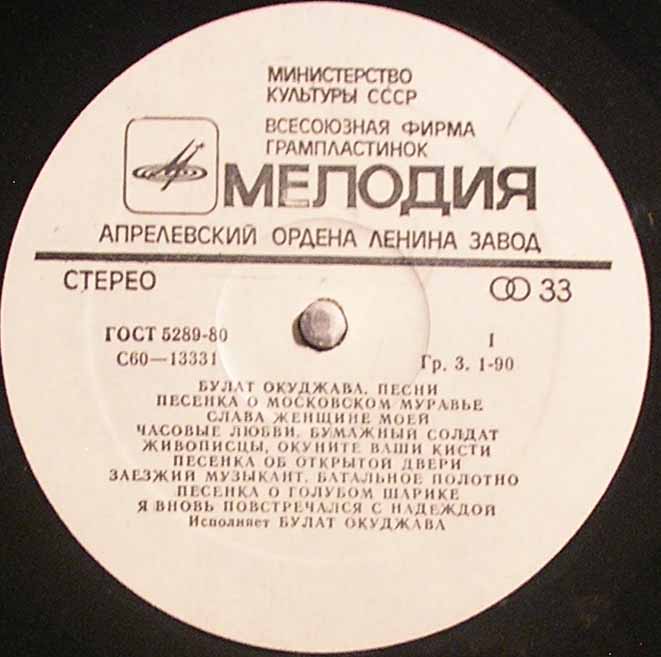 МИНИСТЕРСТВО
КУЛЬТУРЫ СССР
ВСЕСОЮЗНАЯ ФИРМА
ГРАМПЛАСТИНОК
МЕЛОДИЯ
АПРЕЛЕВСКИЙ ОРДЕНА ЛЕНИНА ЗАВОД
СТЕРЕО 33
ГОСТ 5289-80 I
С60—13331 Гр. 3. 1-90
БУЛАТ ОКУДЖАВА. ПЕСНИ
ПЕСЕНКА О МОСКОВСКОМ МУРАВЬЕ
СЛАВА ЖЕНЩИНЕ МОЕЙ
ЧАСОВЫЕ ЛЮБВИ. БУМАЖНЫЙ СОЛДАТ
ЖИВОПИСЦЫ, ОКУНИТЕ ВАШИ КИСТИ
ПЕСЕНКА ОБ ОТКРЫТОЙ ДВЕРИ
ЗАЕЗЖИЙ МУЗЫКАНТ. БАТАЛЬНОЕ ПОЛОТНО
ПЕСЕНКА О ГОЛУБОМ ШАРИКЕ
Я ВНОВЬ ПОВСТРЕЧАЛСЯ С НАДЕЖДОЙ
Исполняет БУЛАТ ОКУДЖАВА